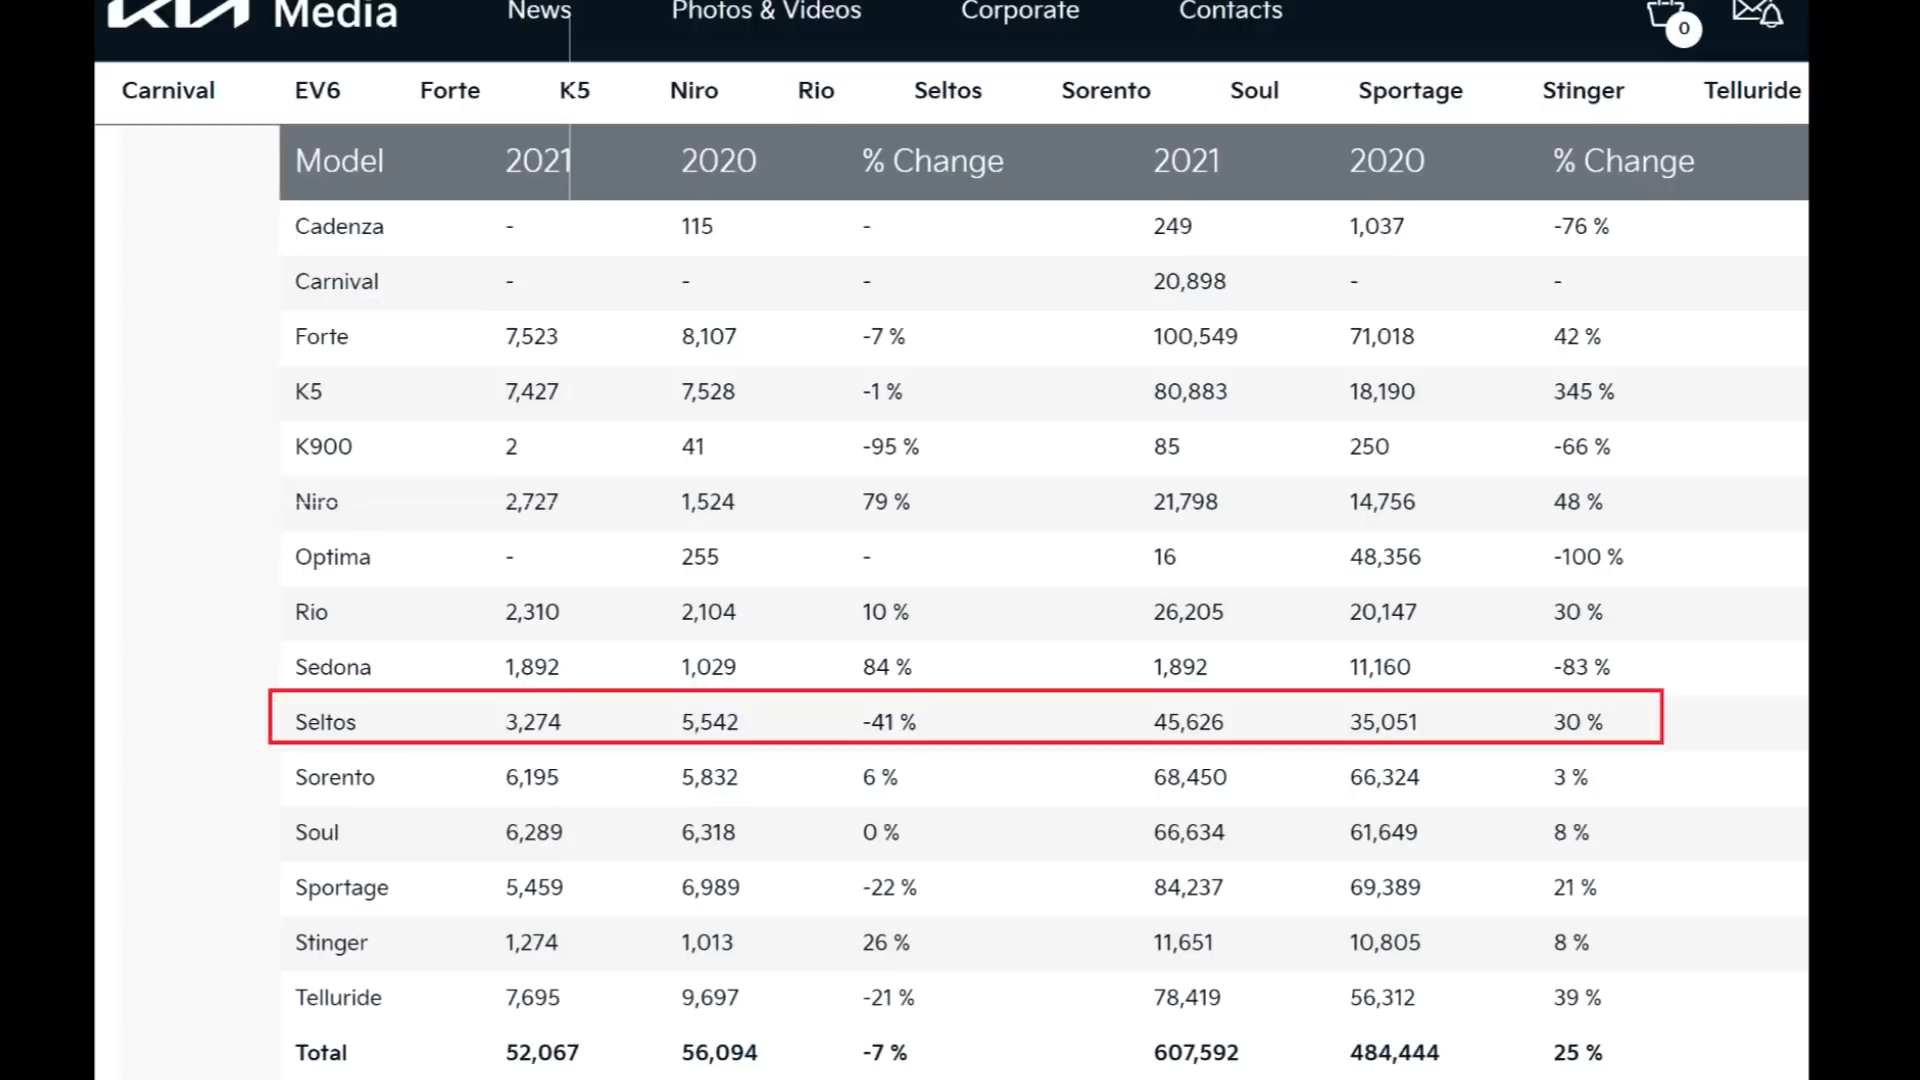 KIA Media News Photos & Videos Corporate Contacts 0
Carnival EV6 Forte K5 Niro Rio Seltos Sorento Soul Sportage Stinger Telluride
Model 2021 2020 % Change 2021 2020 % Change
Cadenza - 115 - 249 1,037 -76 %
Carnival - - - 20,898 - -
Forte 7,523 8,107 -7 % 100,549 71,018 42 %
K5 7,427 7,528 -1 % 80,883 18,190 345 %
K900 2 41 -95 % 85 250 -66 %
Niro 2,727 1,524 79 % 21,798 14,756 48 %
Optima - 255 - 16 48,356 -100 %
Rio 2,310 2,104 10 % 26,205 20,147 30 %
Sedona 1,892 1,029 84 % 1,892 11,160 -83 %
Seltos 3,274 5,542 -41 % 45,626 35,051 30 %
Sorento 6,195 5,832 6 % 68,450 66,324 3 %
Soul 6,289 6,318 0 % 66,634 61,649 8 %
Sportage 5,459 6,989 -22 % 84,237 69,389 21 %
Stinger 1,274 1,013 26 % 11,651 10,805 8 %
Telluride 7,695 9,697 -21 % 78,419 56,312 39 %
Total 52,067 56,094 -7 % 607,592 484,444 25 %